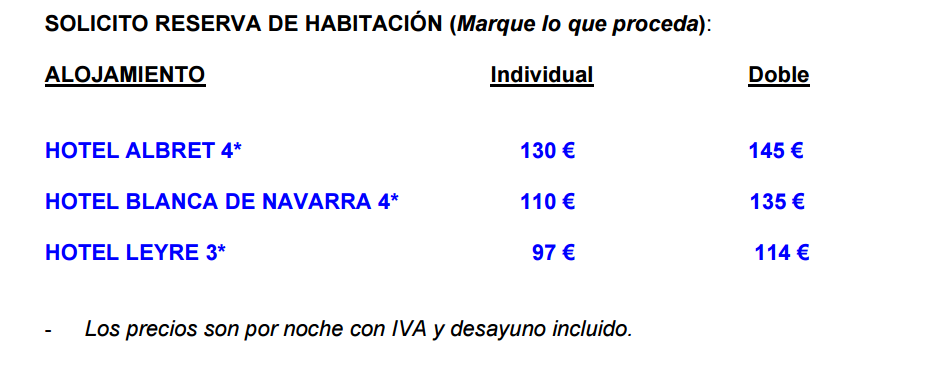 SOLICITO RESERVA DE HABITACIÓN (Marque lo que proceda):
ALOJAMIENTO Individual Doble
HOTEL ALBRET 4* 130 € 145 €
HOTEL BLANCA DE NAVARRA 4* 110 € 135 €
HOTEL LEYRE 3* 97 € 114 €
- Los precios son por noche con IVA y desayuno incluido.